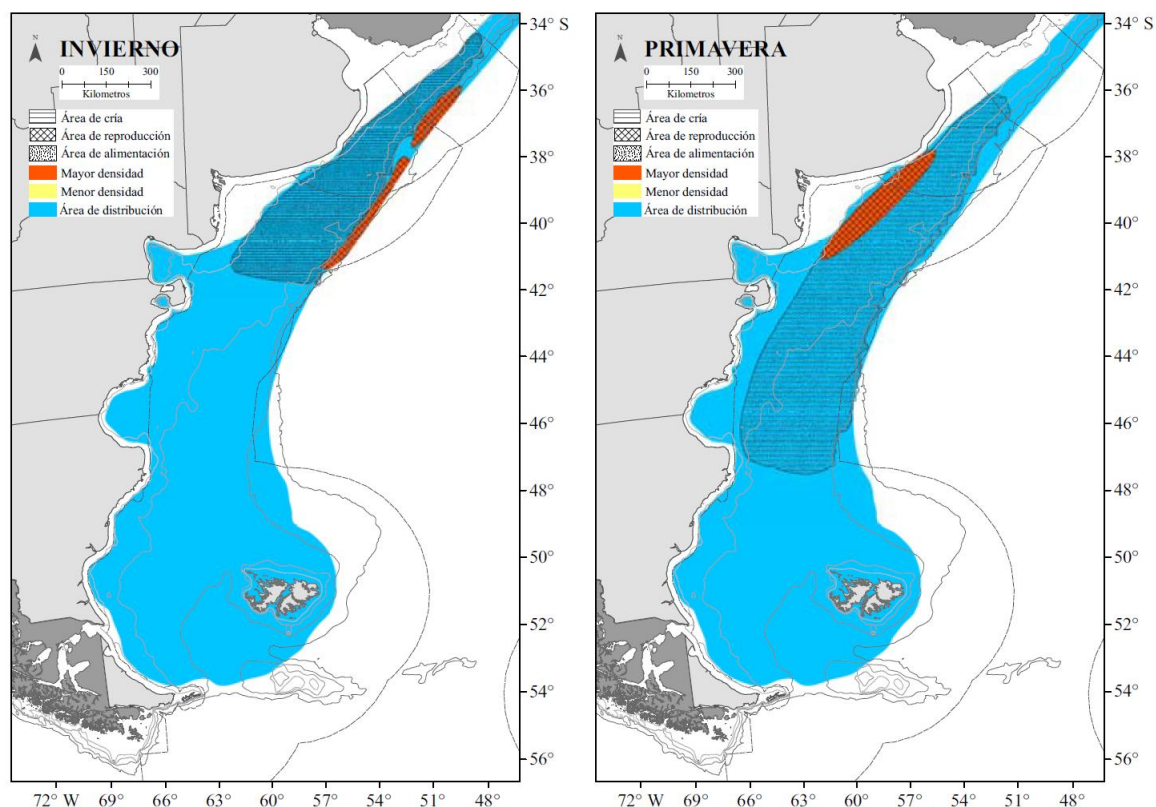 N
INVIERNO
0 150 300
Kilometros
Área de cría
Área de reproducción
Área de alimentación
Mayor densidad
Menor densidad
Área de distribución
72° W 69° 66° 63° 60° 57° 54° 51° 48°
N
PRIMAVERA
0 150 300
Kilometros
Área de cría
Área de reproducción
Área de alimentación
Mayor densidad
Menor densidad
Área de distribución
72° W 69° 66° 63° 60° 57° 54° 51° 48°
34° S
36°
38°
40°
42°
44°
46°
48°
50°
52°
54°
56°
34° S
36°
38°
40°
42°
44°
46°
48°
50°
52°
54°
56°